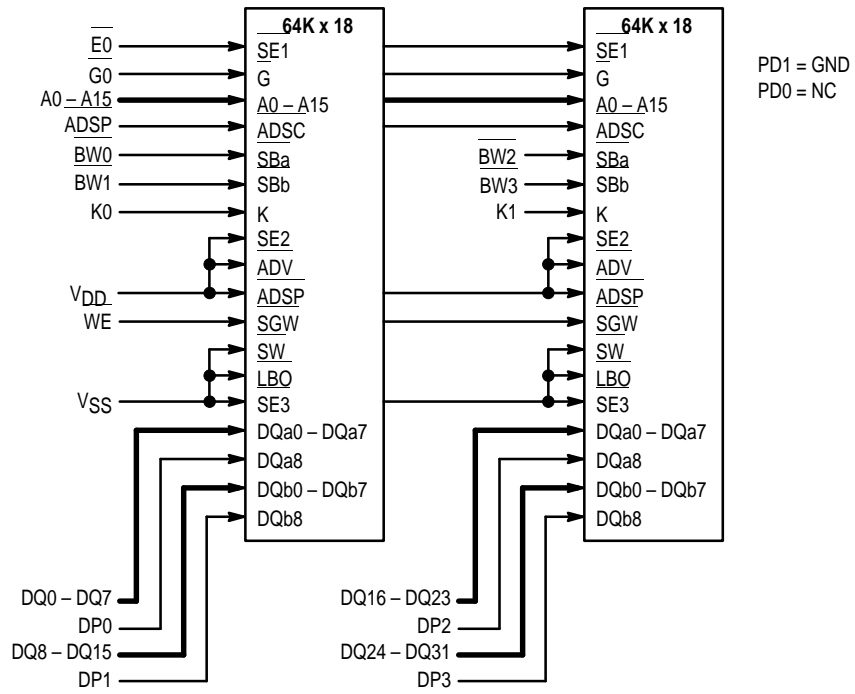 64K x 18
E0
G0
A0 – A15
ADSP
BW0
BW1
K0
VDD
WE
VSS
SE1
G
A0 – A15
ADSC
SBa
SBb
K
SE2
ADV
ADSP
SGW
SW
LBO
SE3
DQa0 – DQa7
DQa8
DQb0 – DQb7
DQb8
DQ0 – DQ7
DP0
DQ8 – DQ15
DP1
64K x 18
BW2
BW3
K1
SE1
G
A0 – A15
ADSC
SBa
SBb
K
SE2
ADV
ADSP
SGW
SW
LBO
SE3
DQa0 – DQa7
DQa8
DQb0 – DQb7
DQb8
DQ16 – DQ23
DP2
DQ24 – DQ31
DP3
PD1 = GND
PD0 = NC